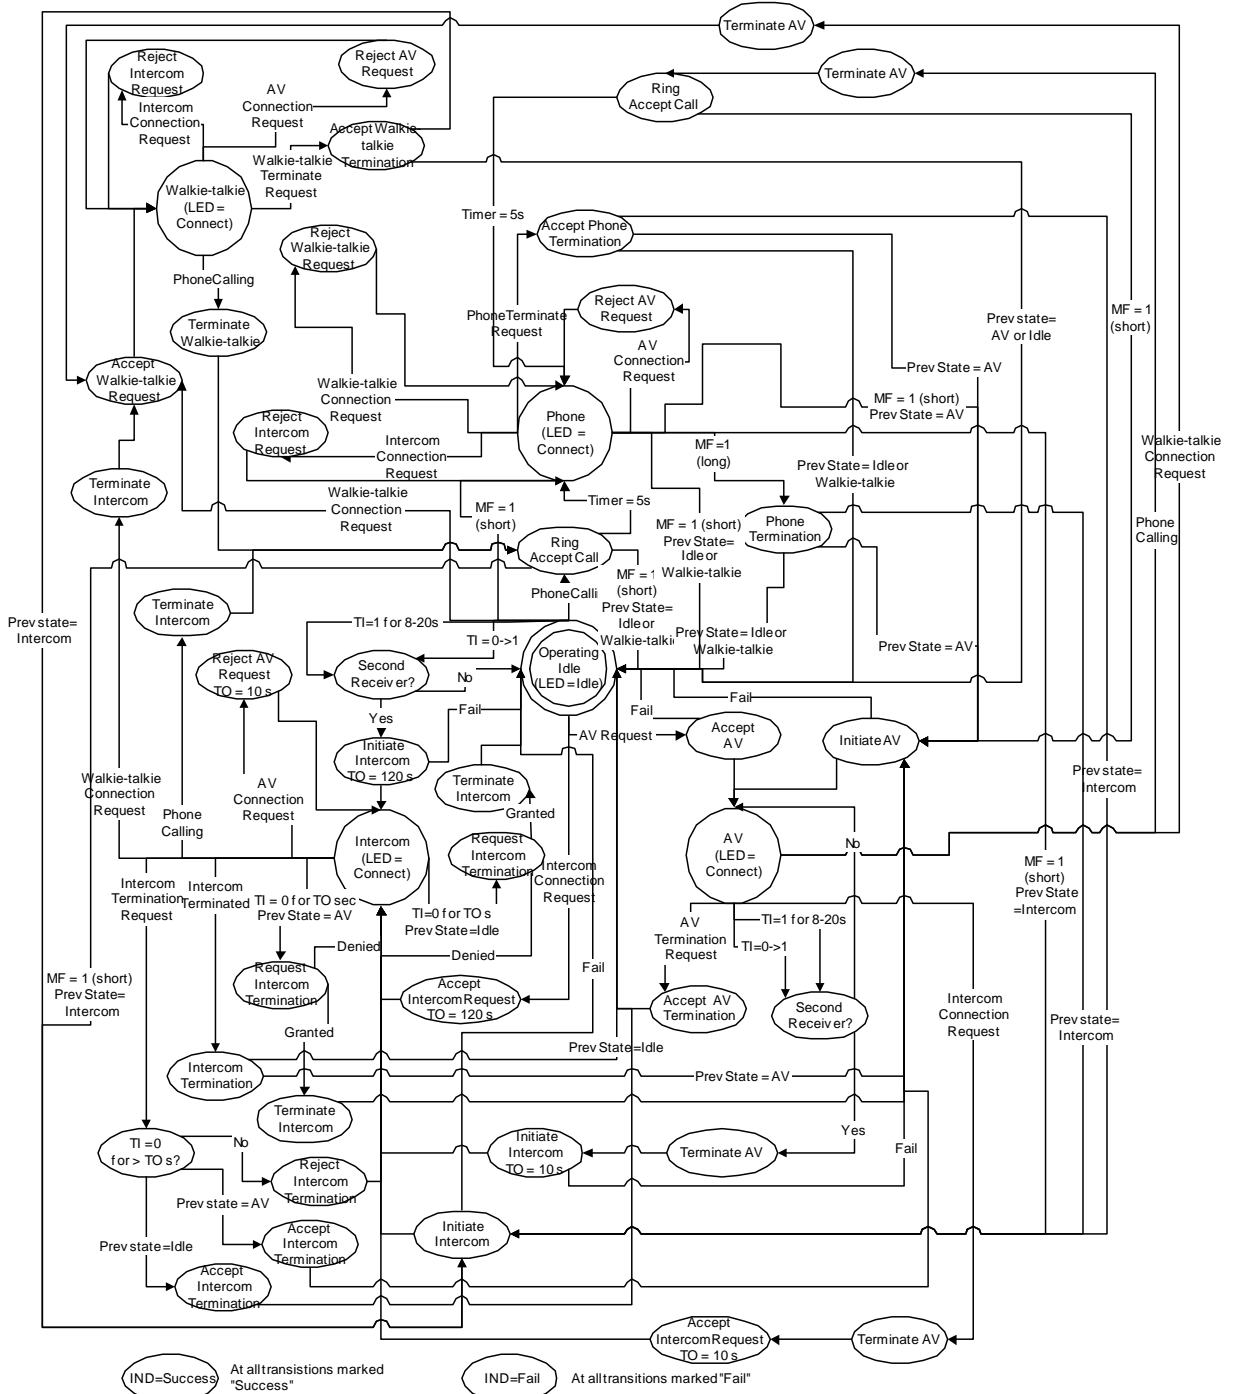 Terminate AV
Reject
Intercom
Request
Reject AV
Request
Terminate AV
Ring
Accept Call
AV
Connection
Request
Intercom
Connection
Request
Accept Walkie-
talkie
Termination
Walkie-talkie
Terminate
Request
Walkie-talkie
(LED =
Connect)
Timer = 5s
Accept Phone
Termination
Reject
Walkie-talkie
Request
Phone Calling
Reject AV
Request
Phone Terminate
Request
MF = 1
(short)
Prev state=
AV or Idle
Terminate
Walkie-talkie
AV
Connection
Request
Accept
Walkie-talkie
Request
Prev State = AV
Walkie-talkie
Connection
Request
MF = 1 (short)
Prev State = AV
Reject
Intercom
Request
Phone
(LED =
Connect)
Intercom
Connection
Request
MF =1
(long)
Walkie-talkie
Connection
Request
Prev State = Idle or
Walkie-talkie
Terminate
Intercom
Walkie-talkie
Connection
Request
MF = 1
(short)
Timer = 5s
MF = 1 (short)
Prev State=
Idle or
Walkie-talkie
Phone
Termination
Phone
Calling
Ring
Accept Call
MF = 1
(short)
Prev State=
Idle or
Walkie-talki
Phone Calli
Terminate
Intercom
Prev state=
Intercom
TI=1 for 8-20s
TI = 0->1
Prev State = Idle or
Walkie-talkie
Prev State = AV
Reject AV
Request
TO = 10 s
Second
Receiver?
No
Operating
Idle
(LED = Idle)
Yes
Fail
Fail
Fail
Initiate
Intercom
TO = 120 s
AV Request
Accept
AV
Initiate AV
Walkie-talkie
Connection
Request
AV
Connection
Request
Terminate
Intercom
Prev state=
Intercom
Phone
Calling
Granted
Intercom
(LED =
Connect)
Request
Intercom
Termination
Intercom
Connection
Request
AV
(LED =
Connect)
No
MF = 1
(short)
Prev State
=Intercom
Intercom
Termination
Request
Intercom
Terminated
TI = 0 for TO sec
Prev State = AV
TI=0 for TO s
Prev State=Idle
AV
Termination
Request
TI=1 for 8-20s
TI=0->1
Denied
Denied
Fail
MF = 1 (short)
Prev State=
Intercom
Request
Intercom
Termination
Accept
Intercom Request
TO = 120 s
Accept AV
Termination
Second
Receiver?
Intercom
Connection
Request
Prev state=
Intercom
Granted
Prev State=Idle
Intercom
Termination
Prev State = AV
Terminate
Intercom
Yes
TI =0
for > TO s?
No
Initiate
Intercom
TO = 10 s
Terminate AV
Fail
Reject
Intercom
Termination
Prev state = AV
Accept
Intercom
Termination
Initiate
Intercom
Prev state=Idle
Accept
Intercom
Termination
Accept
Intercom Request
TO = 10 s
Terminate AV
IND=Success
At all transistions marked
"Success"
IND=Fail
At all transitions marked "Fail"